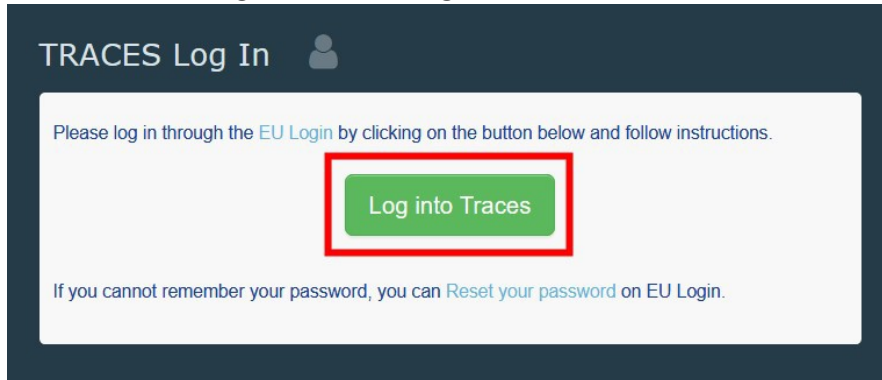 TRACES Log In
Please log in through the EU Login by clicking on the button below and follow instructions.
Log into Traces
If you cannot remember your password, you can Reset your password on EU Login.